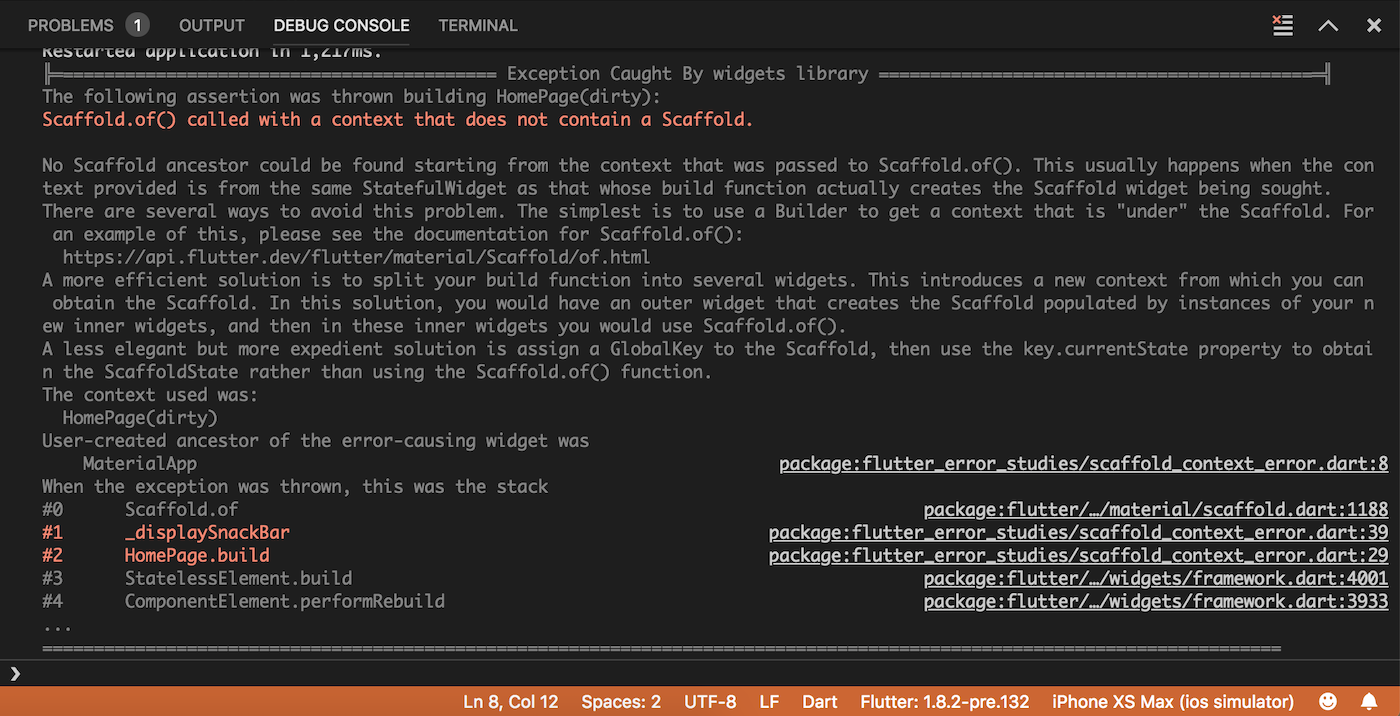 PROBLEMS 1 OUTPUT DEBUG CONSOLE TERMINAL
Restarted application in 1,217ms.
╞═══════════════════════════════════════════ Exception Caught By widgets library ═══════════════════════════════════════════╡
The following assertion was thrown building HomePage(dirty):
Scaffold.of() called with a context that does not contain a Scaffold.
No Scaffold ancestor could be found starting from the context that was passed to Scaffold.of(). This usually happens when the con
text provided is from the same StatefulWidget as that whose build function actually creates the Scaffold widget being sought.
There are several ways to avoid this problem. The simplest is to use a Builder to get a context that is "under" the Scaffold. For
 an example of this, please see the documentation for Scaffold.of():
  https://api.flutter.dev/flutter/material/Scaffold/of.html
A more efficient solution is to split your build function into several widgets. This introduces a new context from which you can
 obtain the Scaffold. In this solution, you would have an outer widget that creates the Scaffold populated by instances of your n
ew inner widgets, and then in these inner widgets you would use Scaffold.of().
A less elegant but more expedient solution is assign a GlobalKey to the Scaffold, then use the key.currentState property to obtai
n the ScaffoldState rather than using the Scaffold.of() function.
The context used was:
  HomePage(dirty)
User-created ancestor of the error-causing widget was
    MaterialApp package:flutter_error_studies/scaffold_context_error.dart:8
When the exception was thrown, this was the stack
#0 Scaffold.of package:flutter/…/material/scaffold.dart:1188
#1 _displaySnackBar package:flutter_error_studies/scaffold_context_error.dart:39
#2 HomePage.build package:flutter_error_studies/scaffold_context_error.dart:29
#3 StatelessElement.build package:flutter/…/widgets/framework.dart:4001
#4 ComponentElement.performRebuild package:flutter/…/widgets/framework.dart:3933
...
════════════════════════════════════════════════════════════════════════════════════════════════════════════════════════
❯
Ln 8, Col 12 Spaces: 2 UTF-8 LF Dart Flutter: 1.8.2-pre.132 iPhone XS Max (ios simulator)